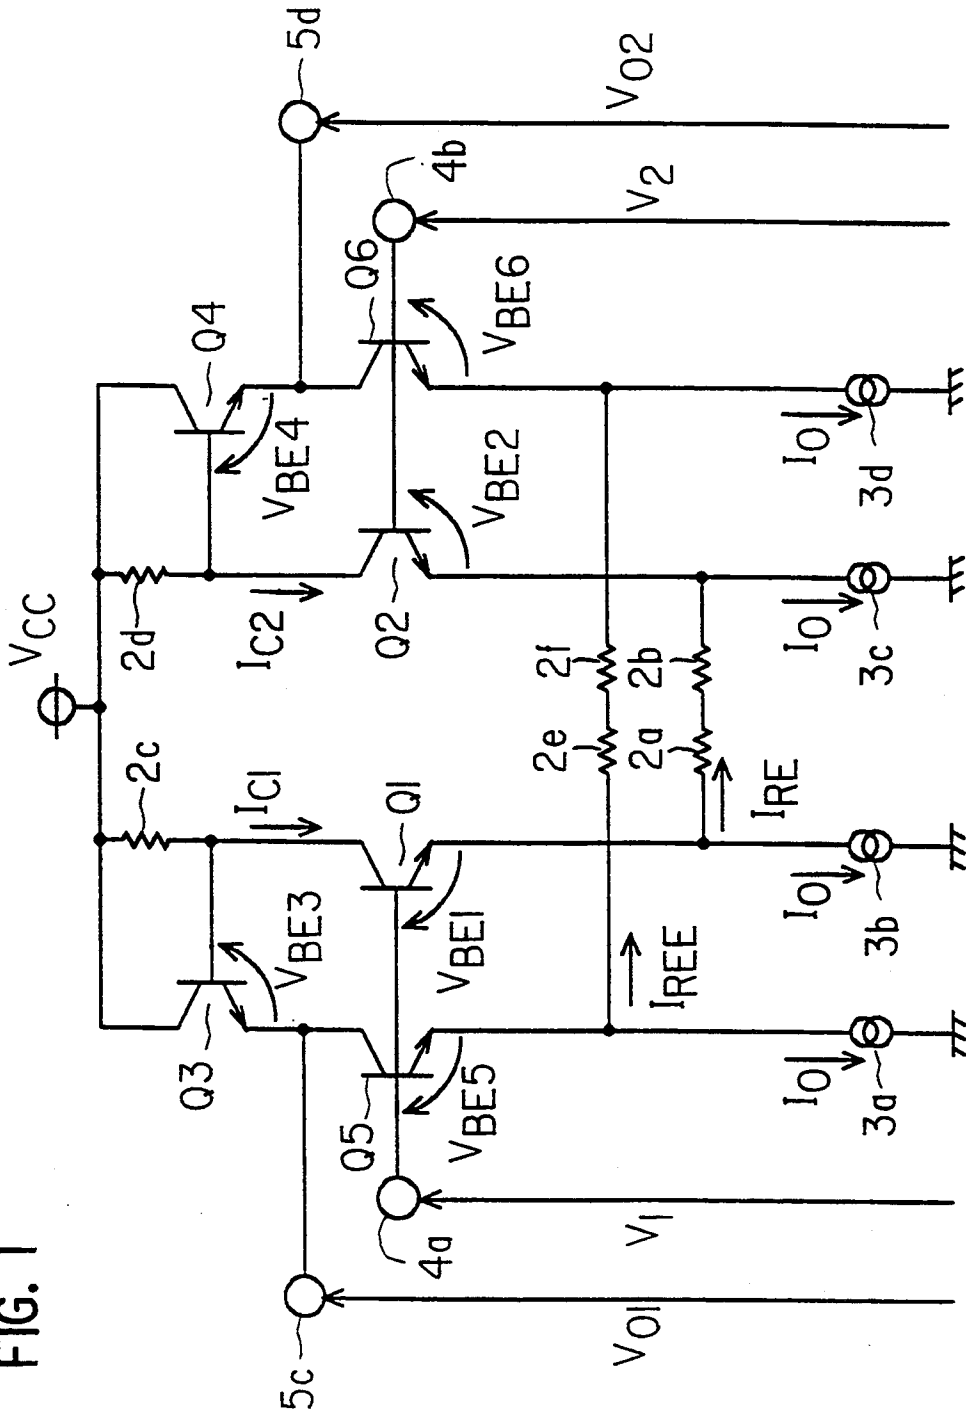 FIG. 1
VCC
2c
2d
IC1
IC2
Q3
Q4
VBE3
VBE4
5c
5d
Q5
Q1
Q2
Q6
4a
4b
VBE5
VBE1
VBE2
VBE6
2e
2f
2a
2b
IREE
IRE
VO1
V1
V2
VO2
IO
IO
IO
IO
3a
3b
3c
3d